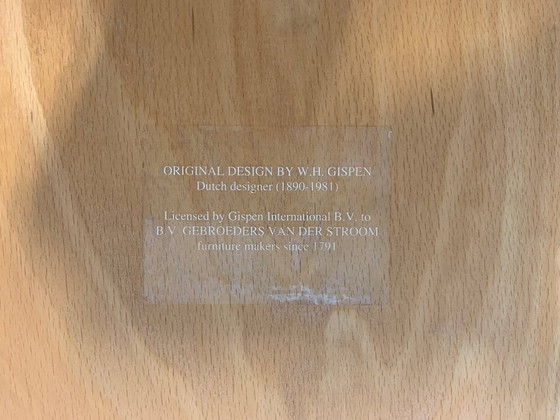 ORIGINAL DESIGN BY W.H. GISPEN
Dutch designer (1890-1981)
Licensed by Gispen International B.V. to
B.V. GEBROEDERS VAN DER STROOM
furniture makers since 1791